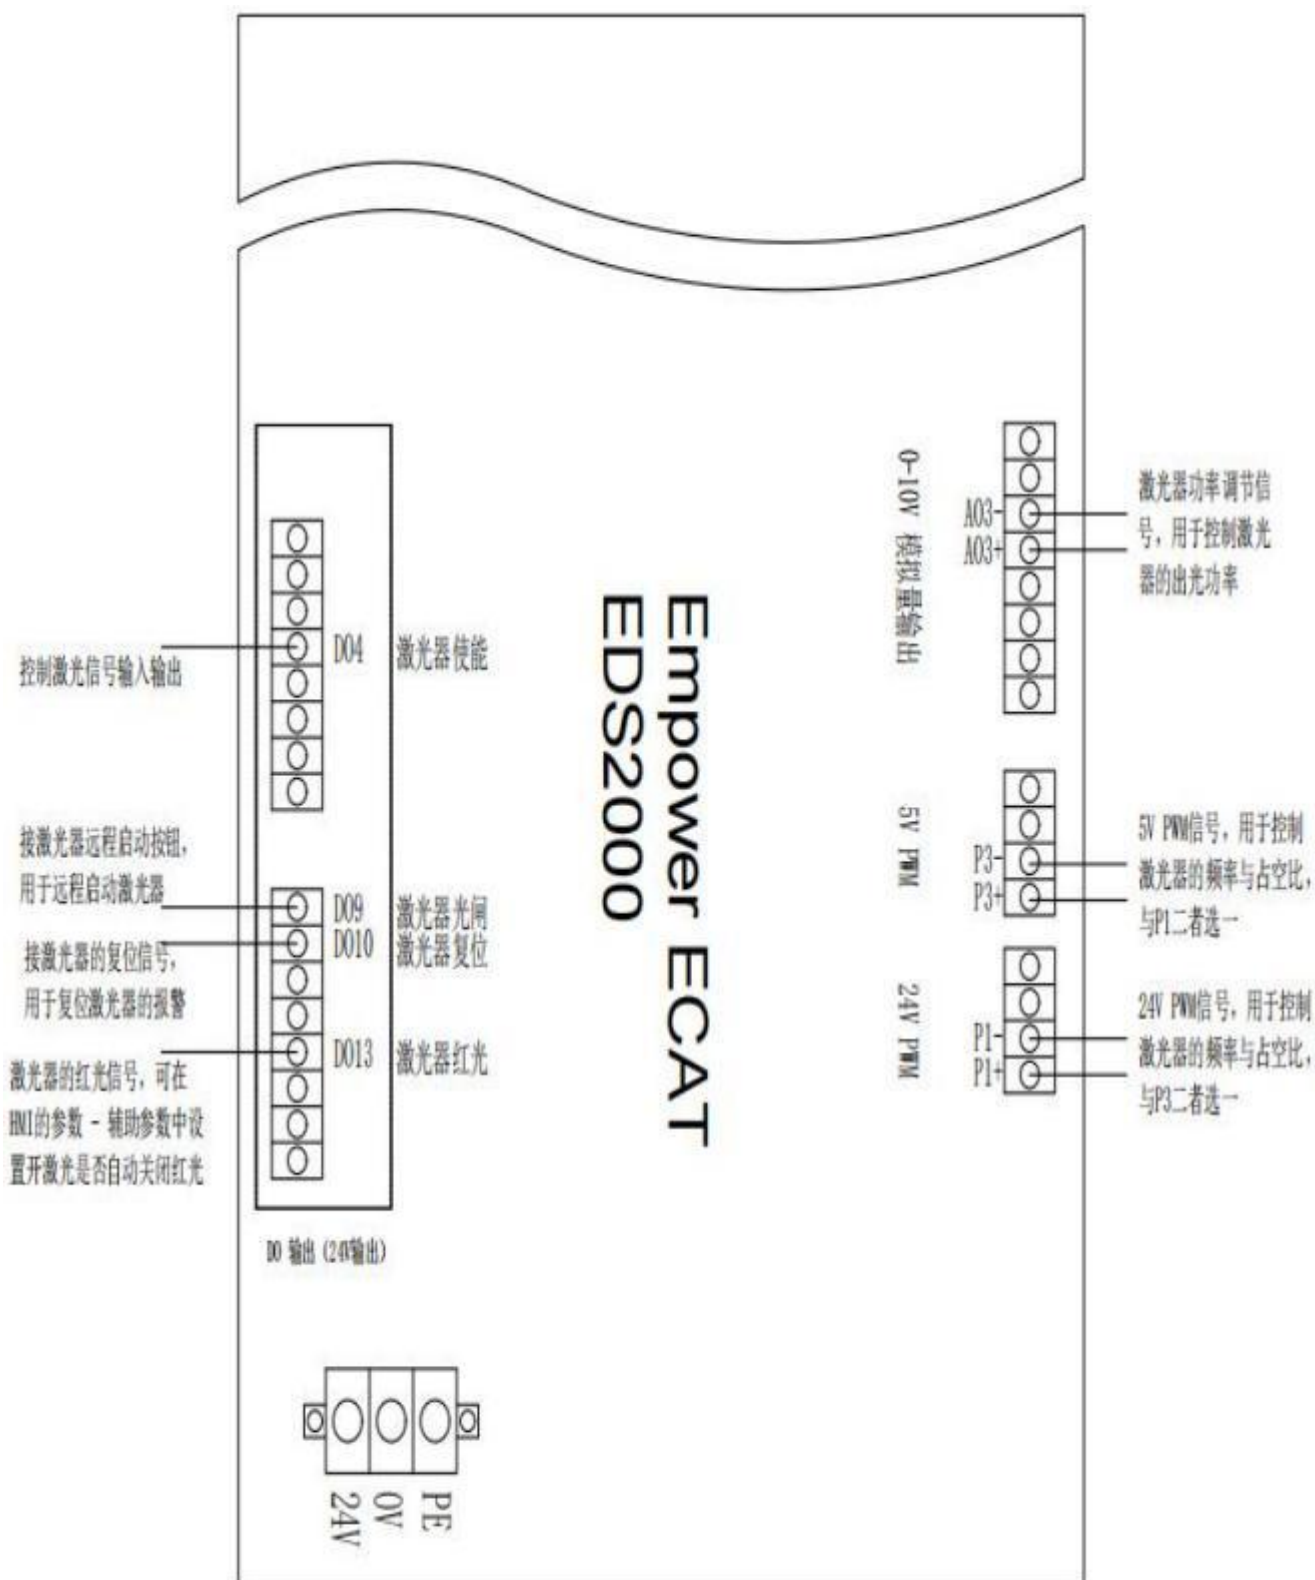 控制激光信号输入输出
接激光器远程启动按钮，
用于远程启动激光器
接激光器的复位信号，
用于复位激光器的报警
激光器的红光信号，可在
HMI的参数 - 辅助参数中设
置开激光是否自动关闭红光
DO4 激光器使能
DO9 激光器光闸
DO10 激光器复位
DO13 激光器红光
DO 输出 (24V输出)
24V
0V
PE
Empower ECAT
EDS2000
0-10V 模拟量输出
AO3-
AO3+
激光器功率调节信
号，用于控制激光
器的出光功率
5V PWM
P3-
P3+
5V PWM信号，用于控制
激光器的频率与占空比，
与P1二者选一
24V PWM
P1-
P1+
24V PWM信号，用于控制
激光器的频率与占空比，
与P3二者选一